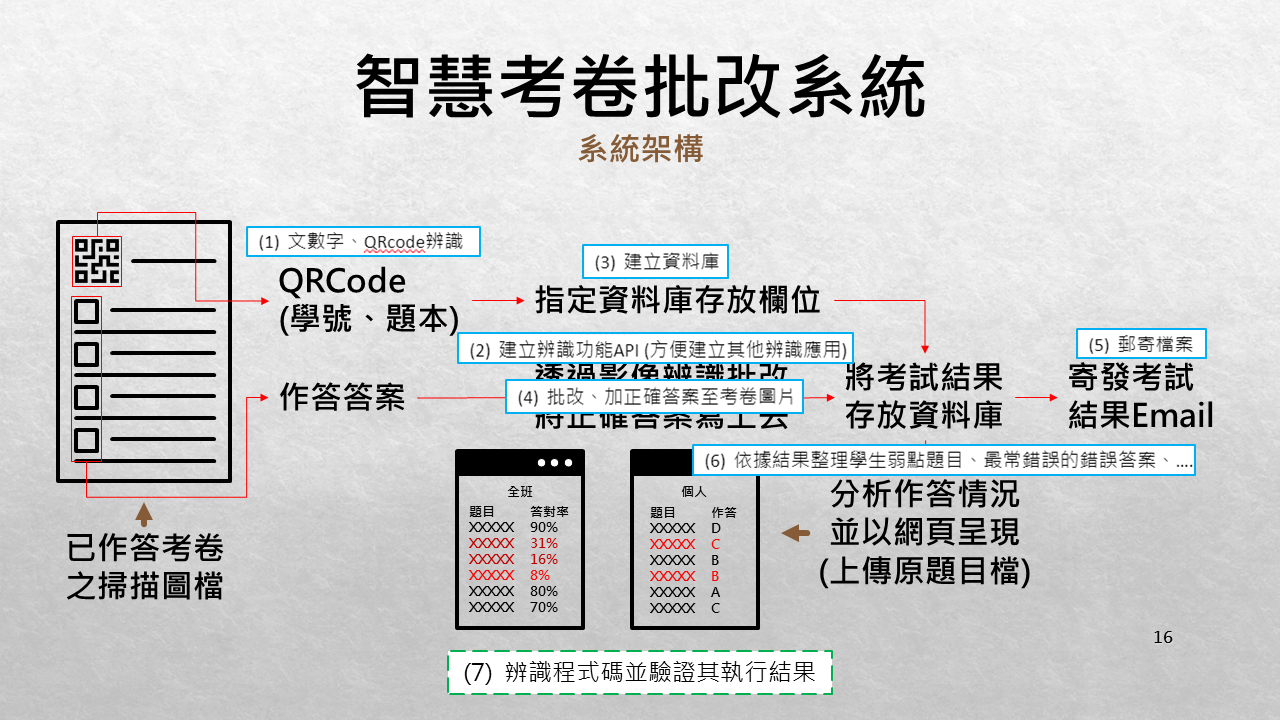 智慧考卷批改系統
系統架構
(1) 文數字、QRcode辨識
QRCode
(學號、題本)
(3) 建立資料庫
指定資料庫存放欄位
(2) 建立辨識功能API (方便建立其他辨識應用)
透過影像辨識批改
(4) 批改、加正確答案至考卷圖片
將正確答案寫上去
作答答案
將考試結果
存放資料庫
(5) 郵寄檔案
寄發考試
結果Email
(6) 依據結果整理學生弱點題目、最常錯誤的錯誤答案、....
分析作答情況
並以網頁呈現
(上傳原題目檔)
全班
題目 答對率
XXXXX 90%
XXXXX 31%
XXXXX 16%
XXXXX 8%
XXXXX 80%
XXXXX 70%
個人
題目 作答
XXXXX D
XXXXX C
XXXXX B
XXXXX B
XXXXX A
XXXXX C
已作答考卷
之掃描圖檔
(7) 辨識程式碼並驗證其執行結果
16